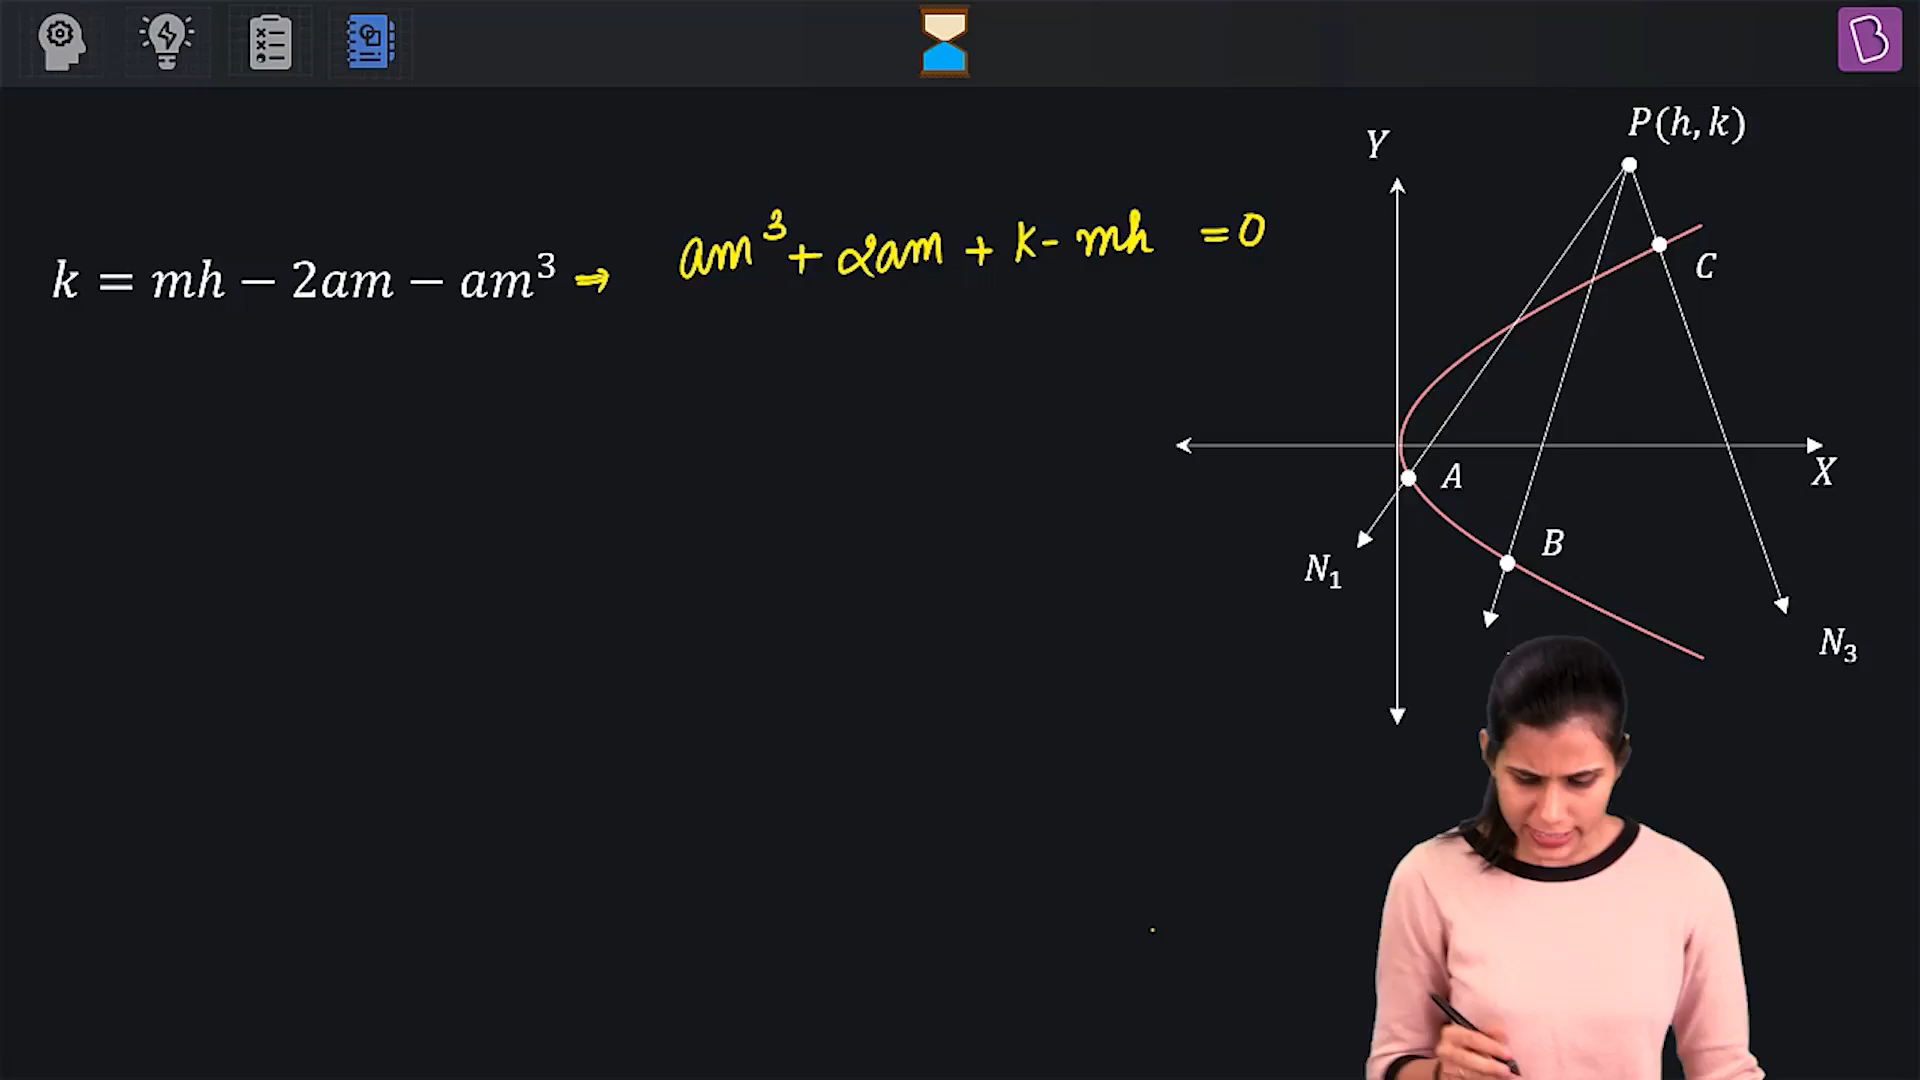 k = mh − 2am − am³ ⇒ am³ + 2am + k - mh = 0
P(h, k)
Y
C
X
A
B
N₁
N₃